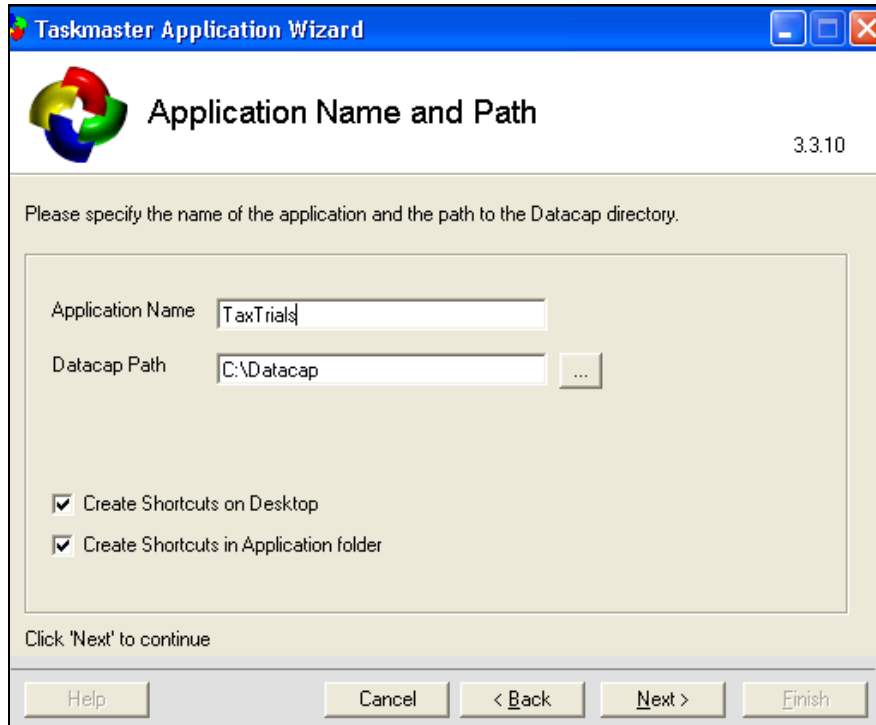 Taskmaster Application Wizard
Application Name and Path
3.3.10
Please specify the name of the application and the path to the Datacap directory.
Application Name TaxTrials
Datacap Path C:\Datacap ...
Create Shortcuts on Desktop
Create Shortcuts in Application folder
Click 'Next' to continue
Help Cancel < Back Next > Finish